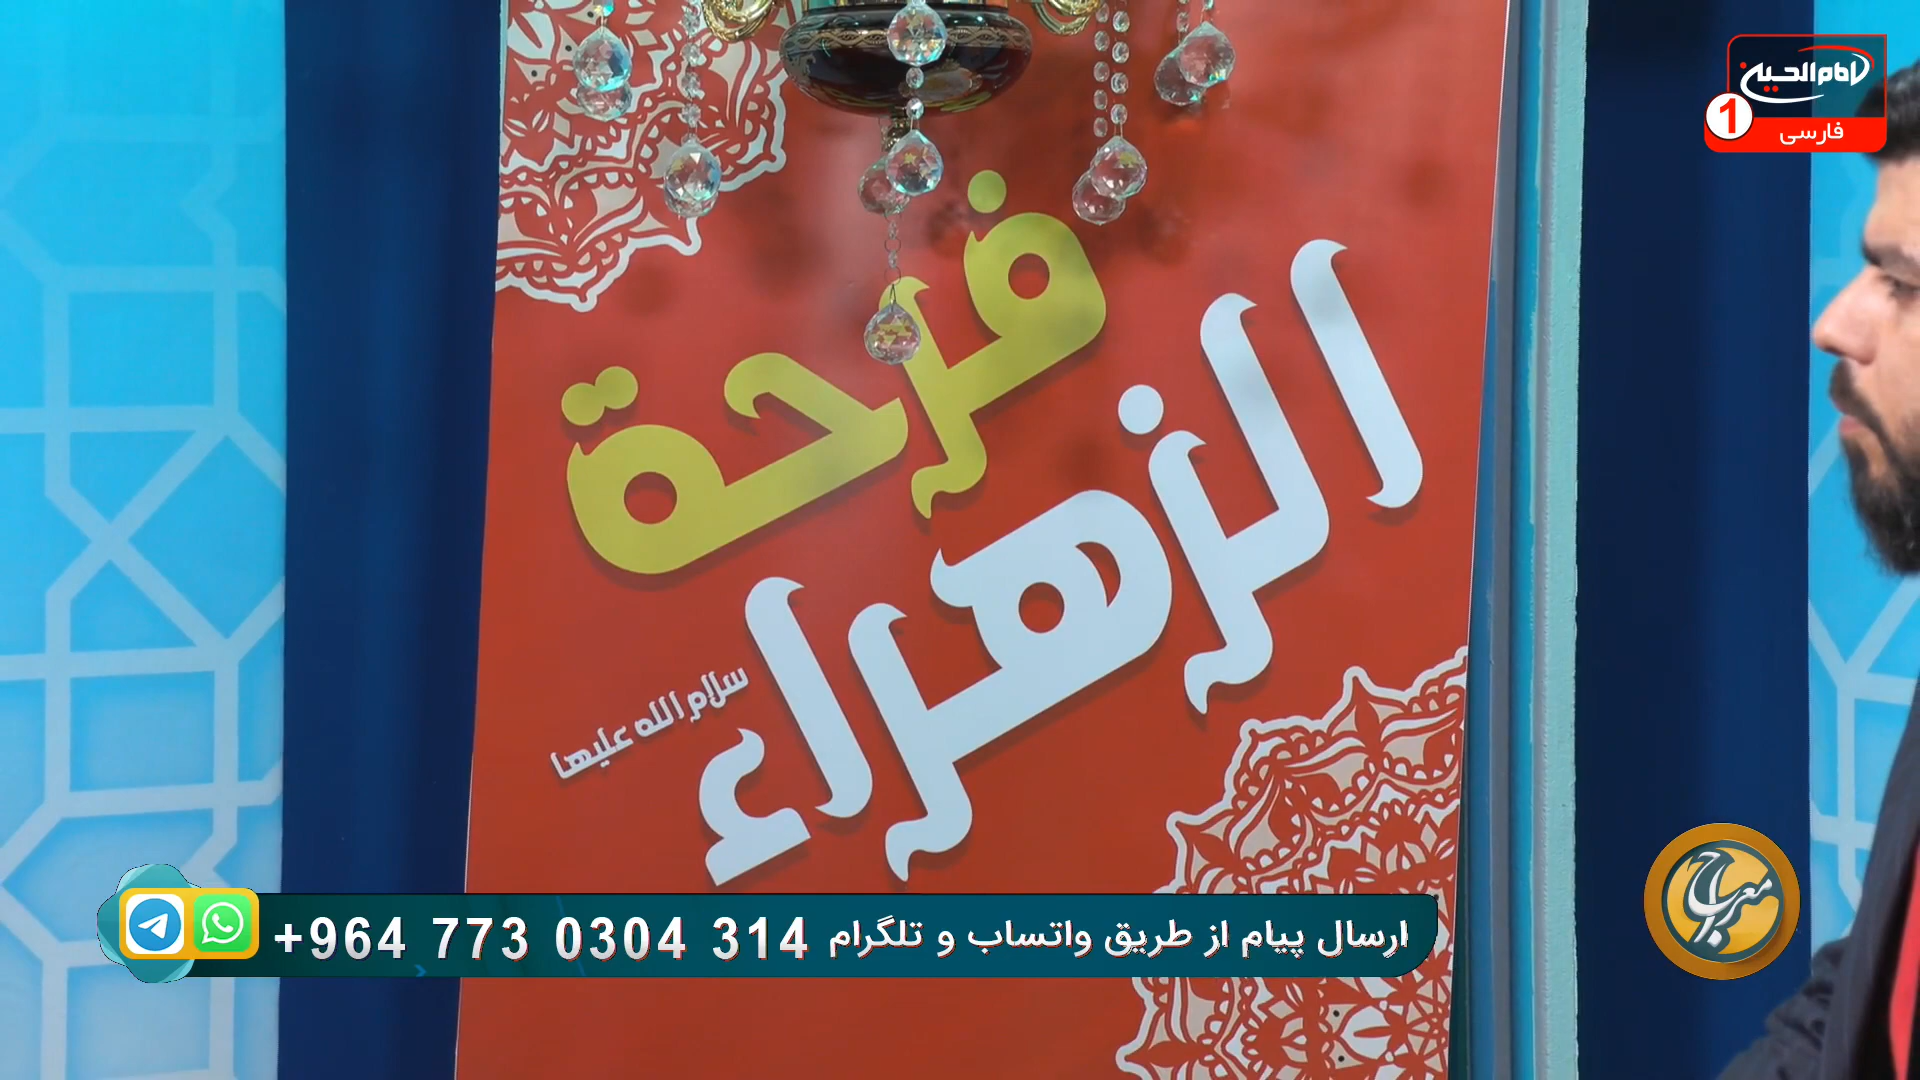 امام الحسین
1
فارسی
فرحة
الزهراء
سلام الله علیها
معراج
+964 773 0304 314 ارسال پیام از طریق واتساب و تلگرام